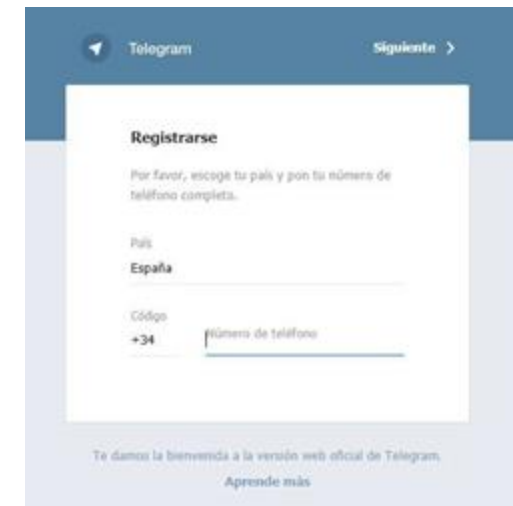 Telegram
Siguiente
Registrarse
Por favor, escoge tu país y pon tu número de
teléfono completo.
País
España
Código
+34
Número de teléfono
Te damos la bienvenida a la versión web oficial de Telegram.
Aprende más